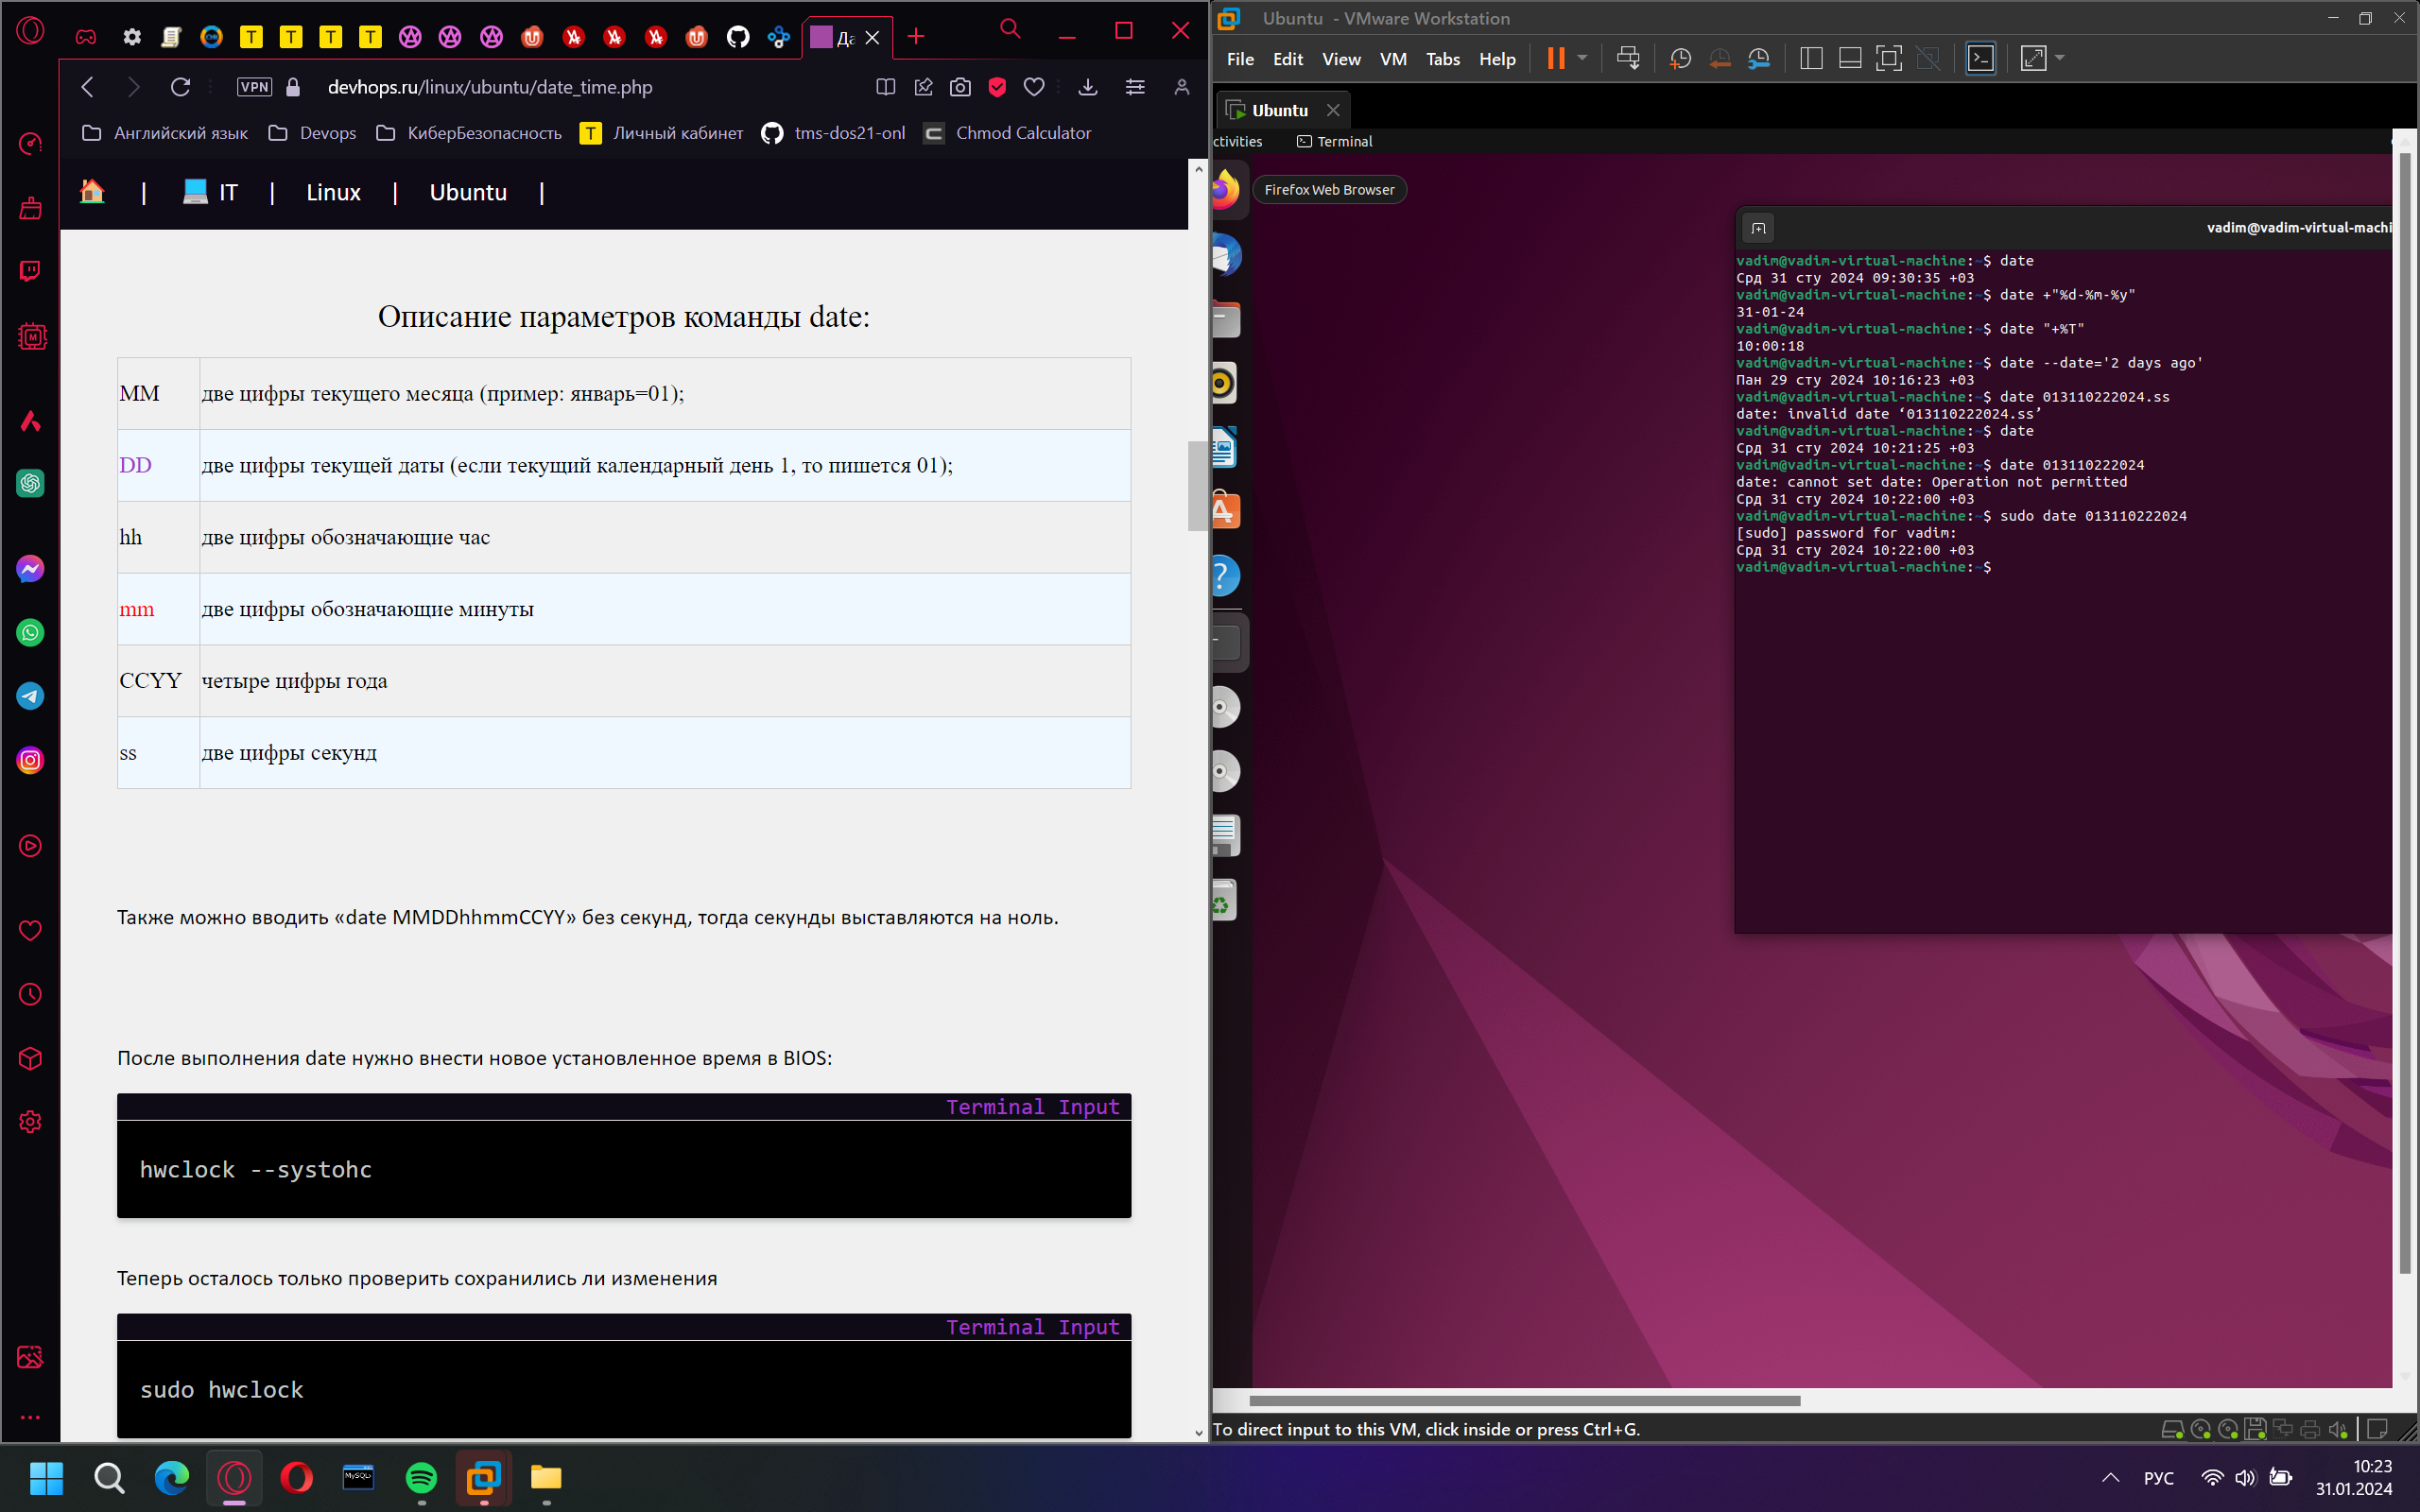 Да
VPN
devhops.ru/linux/ubuntu/date_time.php
Английский язык
Devops
КиберБезопасность
T Личный кабинет
tms-dos21-onl
Chmod Calculator
| IT | Linux | Ubuntu |
Описание параметров команды date:
MM две цифры текущего месяца (пример: январь=01);
DD две цифры текущей даты (если текущий календарный день 1, то пишется 01);
hh две цифры обозначающие час
mm две цифры обозначающие минуты
CCYY четыре цифры года
ss две цифры секунд
Также можно вводить «date MMDDhhmmCCYY» без секунд, тогда секунды выставляются на ноль.
После выполнения date нужно внести новое установленное время в BIOS:
Terminal Input
hwclock --systohc
Теперь осталось только проверить сохранились ли изменения
Terminal Input
sudo hwclock
Ubuntu - VMware Workstation
File Edit View VM Tabs Help
Ubuntu
ctivities
Terminal
Firefox Web Browser
vadim@vadim-virtual-machi
vadim@vadim-virtual-machine:~$ date
Срд 31 сту 2024 09:30:35 +03
vadim@vadim-virtual-machine:~$ date +"%d-%m-%y"
31-01-24
vadim@vadim-virtual-machine:~$ date "+%T"
10:00:18
vadim@vadim-virtual-machine:~$ date --date='2 days ago'
Пан 29 сту 2024 10:16:23 +03
vadim@vadim-virtual-machine:~$ date 013110222024.ss
date: invalid date ‘013110222024.ss’
vadim@vadim-virtual-machine:~$ date
Срд 31 сту 2024 10:21:25 +03
vadim@vadim-virtual-machine:~$ date 013110222024
date: cannot set date: Operation not permitted
Срд 31 сту 2024 10:22:00 +03
vadim@vadim-virtual-machine:~$ sudo date 013110222024
[sudo] password for vadim:
Срд 31 сту 2024 10:22:00 +03
vadim@vadim-virtual-machine:~$
To direct input to this VM, click inside or press Ctrl+G.
MySQL>
РУС
10:23
31.01.2024